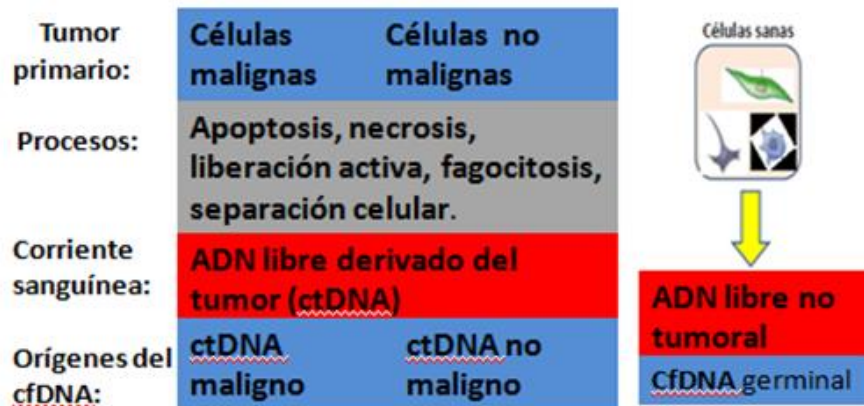 Tumor
primario:
Células
malignas
Células no
malignas
Procesos:
Apoptosis, necrosis,
liberación activa, fagocitosis,
separación celular.
Corriente
sanguínea:
ADN libre derivado del
tumor (ctDNA)
Orígenes del
cfDNA:
ctDNA
maligno
ctDNA no
maligno
Células sanas
ADN libre no
tumoral
CfDNA germinal